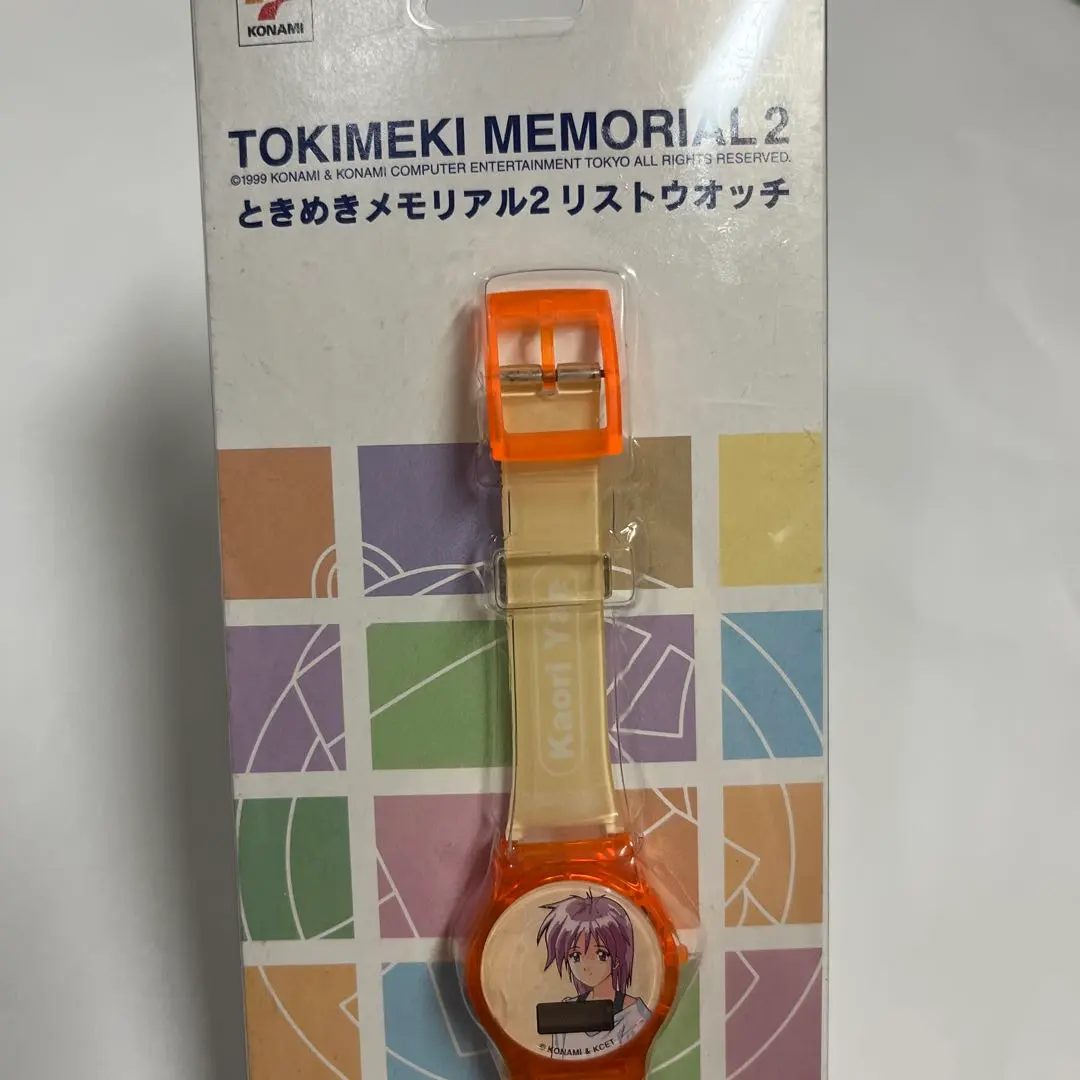 KONAMI
TOKIMEKI MEMORIAL 2
©1999 KONAMI & KONAMI COMPUTER ENTERTAINMENT TOKYO ALL RIGHTS RESERVED.
ときめきメモリアル2 リストウオッチ
Kaori
© KONAMI & KCET